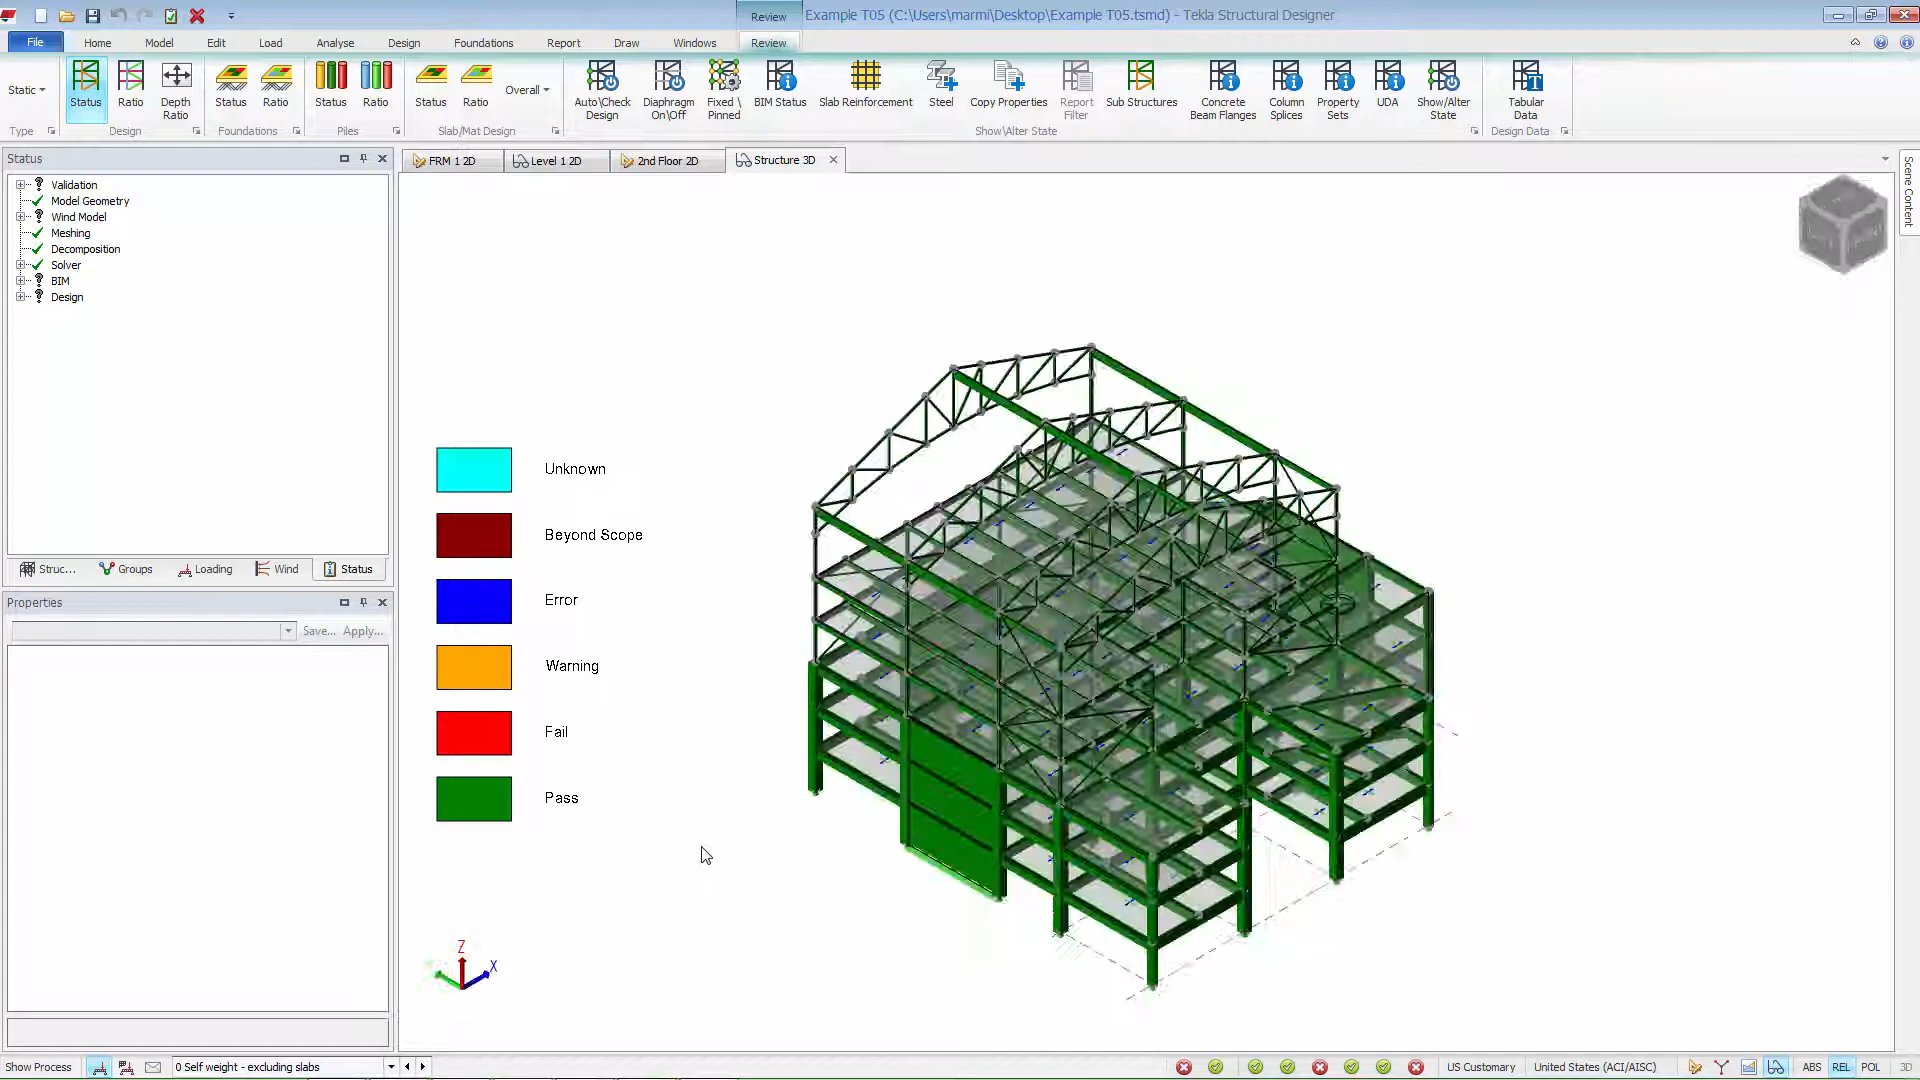 Review
Example T05 (C:\Users\marmi\Desktop\Example T05.tsmd) - Tekla Structural Designer
File
Home
Model
Edit
Load
Analyse
Design
Foundations
Report
Draw
Windows
Review
Static
Status
Ratio
Depth Ratio
Status
Ratio
Status
Ratio
Status
Ratio
Overall
Auto\Check Design
Diaphragm On\Off
Fixed \ Pinned
BIM Status
Slab Reinforcement
Steel
Copy Properties
Report Filter
Sub Structures
Concrete Beam Flanges
Column Splices
Property Sets
UDA
Show/Alter State
Tabular Data
Type
Design
Foundations
Piles
Slab/Mat Design
Show\Alter State
Design Data
Status
FRM 1 2D
Level 1 2D
2nd Floor 2D
Structure 3D
Scene Content
Validation
Model Geometry
Wind Model
Meshing
Decomposition
Solver
BIM
Design
Struc...
Groups
Loading
Wind
Status
Properties
Save...
Apply...
Unknown
Beyond Scope
Error
Warning
Fail
Pass
Z
X
Show Process
0 Self weight - excluding slabs
US Customary
United States (ACI/AISC)
ABS
REL
POL
3D